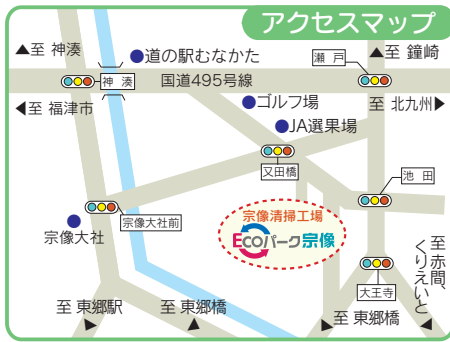 アクセスマップ
▲至 神湊
●道の駅むなかた
瀬 戸
▲至 鐘崎
神 湊
国道495号線
◀至 福津市
●ゴルフ場
至 北九州▶
●JA選果場
又田橋
池 田
宗像大社前
宗像大社
宗像清掃工場
ECOパーク宗像
至赤間、
くりえいと
大王寺
至 東郷駅
至 東郷橋
至 東郷橋